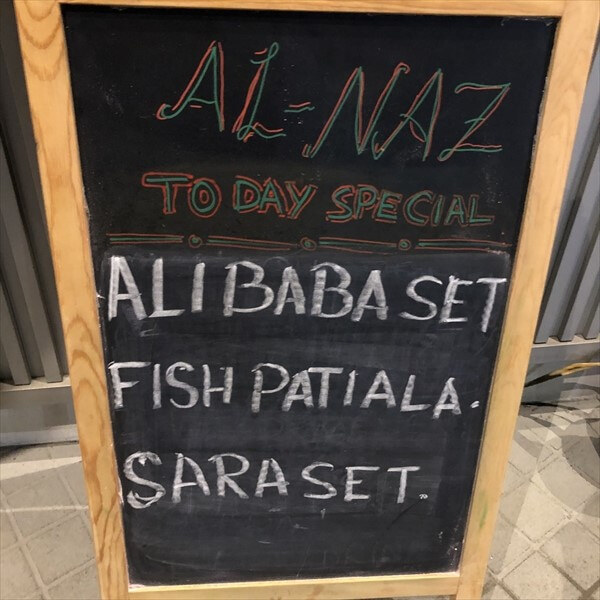 AL-NAZ
TO DAY SPECIAL
ALI BABA SET
FISH PATIALA.
SARA SET.